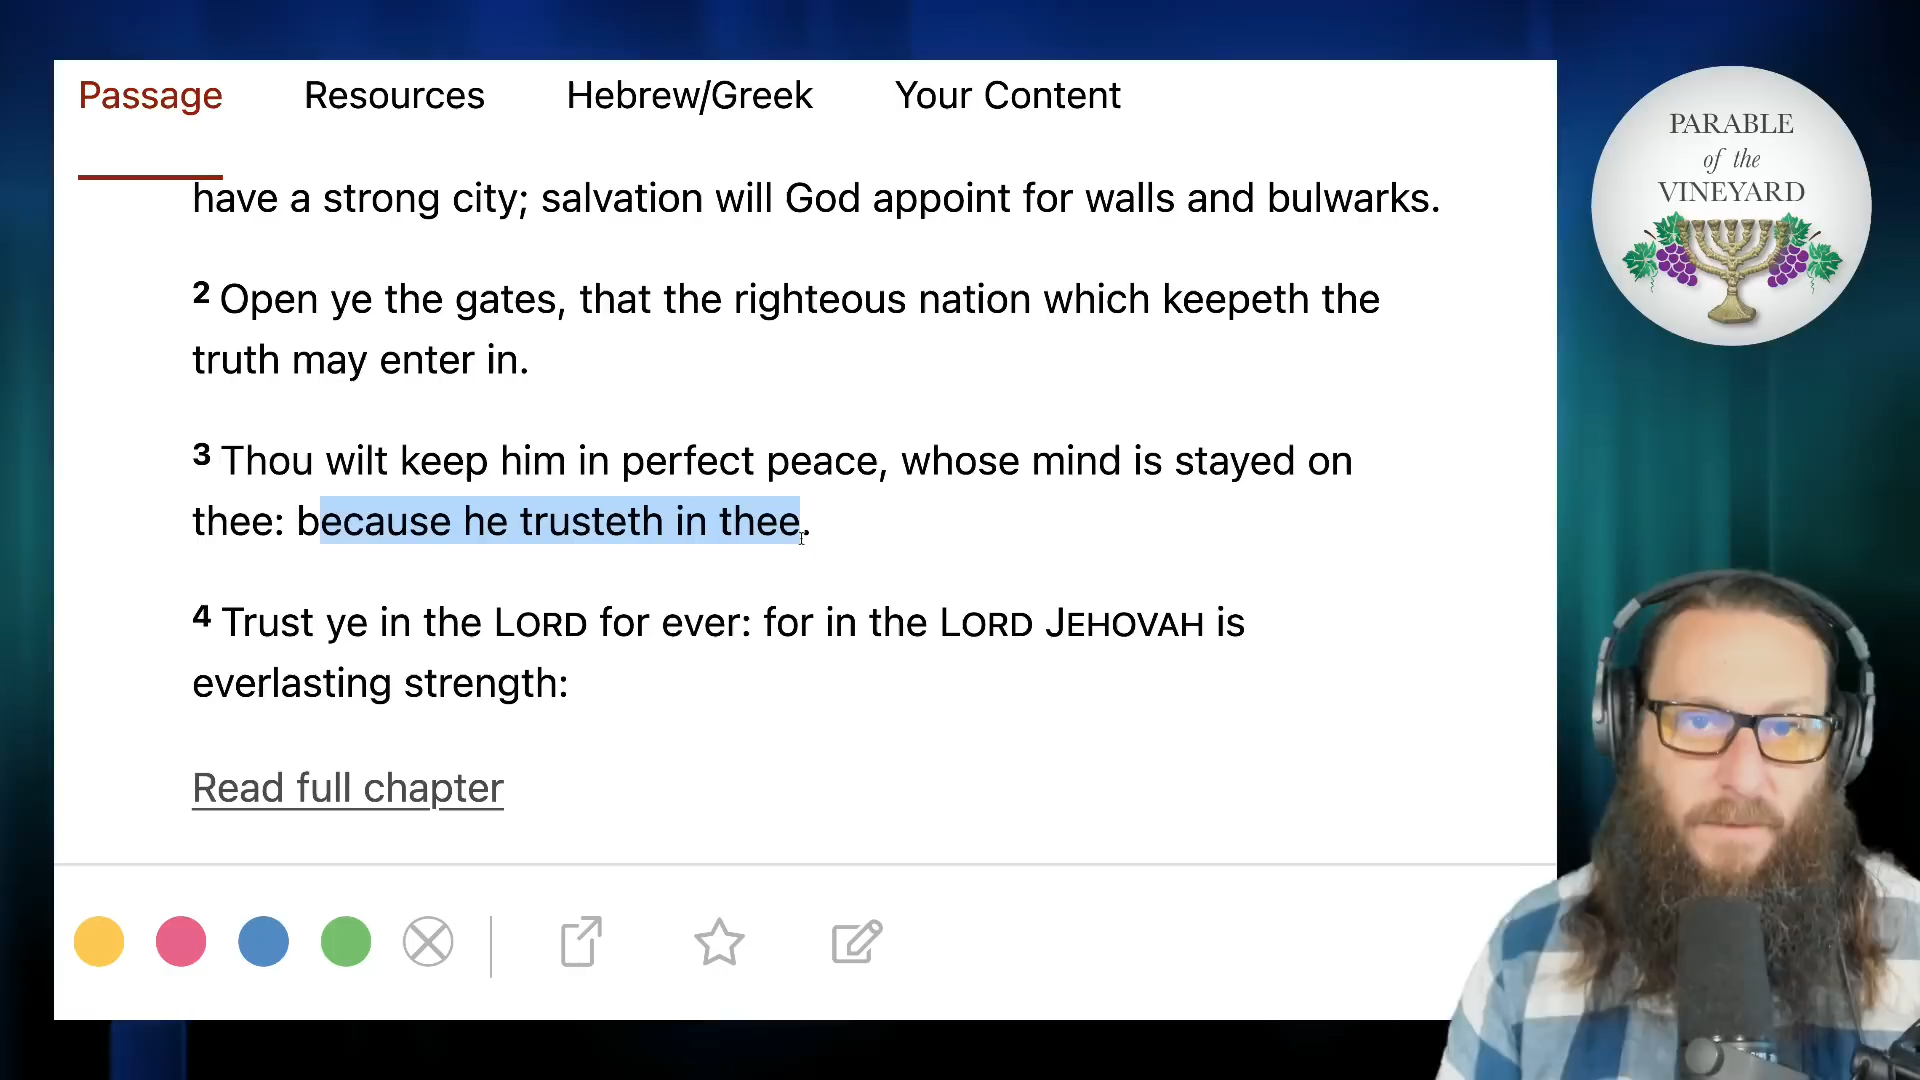 Passage Resources Hebrew/Greek Your Content
have a strong city; salvation will God appoint for walls and bulwarks.
2 Open ye the gates, that the righteous nation which keepeth the
truth may enter in.
3 Thou wilt keep him in perfect peace, whose mind is stayed on
thee: because he trusteth in thee.
4 Trust ye in the LORD for ever: for in the LORD JEHOVAH is
everlasting strength:
Read full chapter
PARABLE
of the
VINEYARD